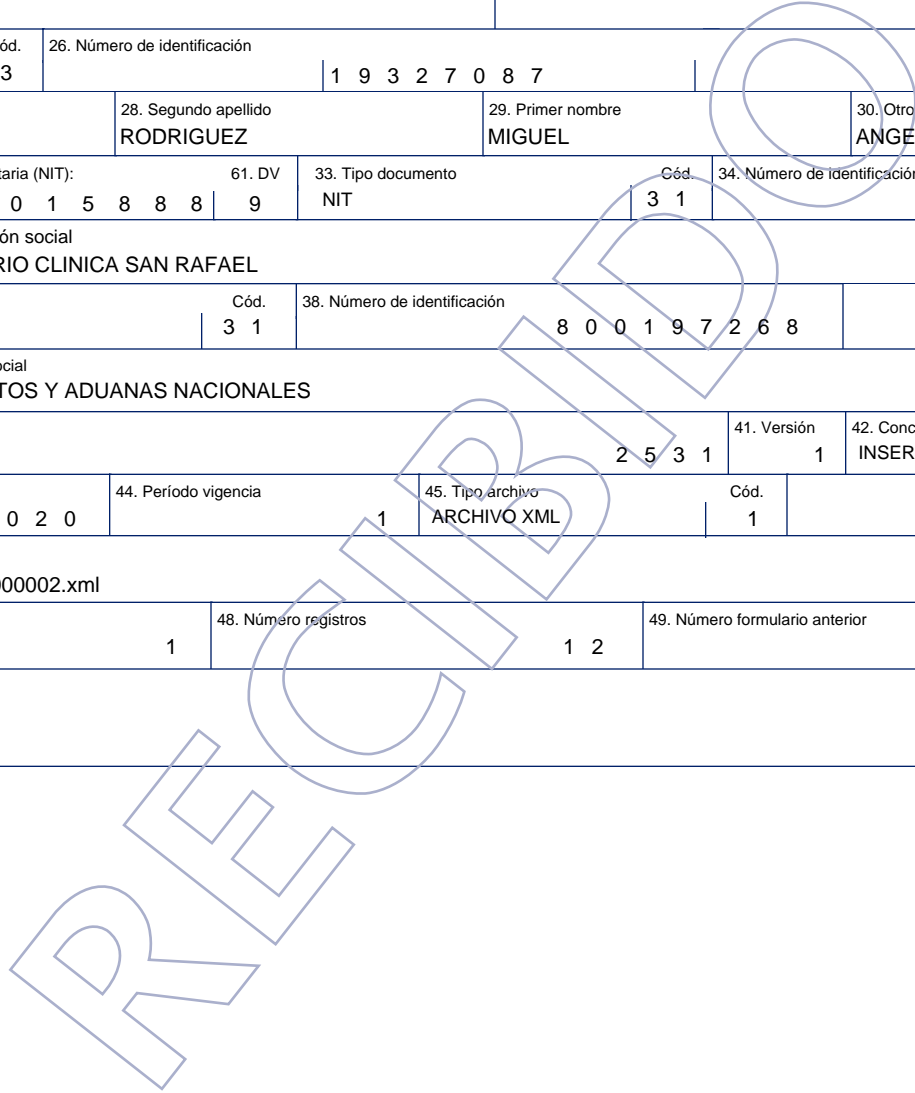 ód. 26. Número de identificación
3 1 9 3 2 7 0 8 7
28. Segundo apellido 29. Primer nombre 30. Otro
RODRIGUEZ MIGUEL ANGE
taria (NIT): 61. DV 33. Tipo documento Cód. 34. Número de identificación
0 1 5 8 8 8 9 NIT 3 1
ón social
RIO CLINICA SAN RAFAEL
Cód. 38. Número de identificación
3 1 8 0 0 1 9 7 2 6 8
ocial
TOS Y ADUANAS NACIONALES
41. Versión 42. Conc
2 5 3 1 1 INSER
44. Período vigencia 45. Tipo archivo Cód.
0 2 0 1 ARCHIVO XML 1
000002.xml
48. Número registros 49. Número formulario anterior
1 1 2
RECIBIDO